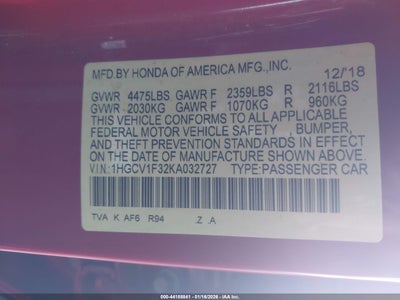 MFD.BY HONDA OF AMERICA MFG.,INC.
12/18
GVWR 4475LBS GAWR F 2359LBS R 2116LBS
GVWR 2030KG GAWR F 1070KG R 960KG
THIS VEHICLE CONFORMS TO ALL APPLICABLE
FEDERAL MOTOR VEHICLE SAFETY , BUMPER,
AND THEFT PREVENTION STANDARDS IN EFFECT
ON THE DATE OF MANUFACTURE SHOWN ABOVE.
VIN:1HGCV1F32KA032727 TYPE:PASSENGER CAR
TVA K AF6 R94 Z .A
000-44158841 - 01/16/2026 - IAA Inc.